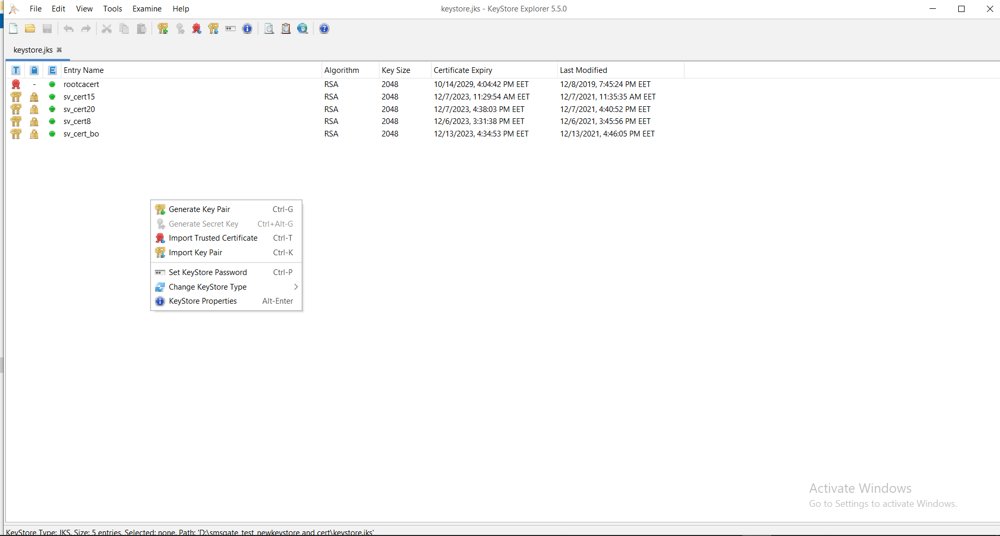 File Edit View Tools Examine Help keystore.jks - KeyStore Explorer 5.5.0
keystore.jks
T E Entry Name Algorithm Key Size Certificate Expiry Last Modified
rootcacert RSA 2048 10/14/2029, 4:04:42 PM EET 12/8/2019, 7:45:24 PM EET
sv_cert15 RSA 2048 12/7/2023, 11:29:54 AM EET 12/7/2021, 11:35:35 AM EET
sv_cert20 RSA 2048 12/7/2023, 4:38:03 PM EET 12/7/2021, 4:40:52 PM EET
sv_cert8 RSA 2048 12/6/2023, 3:31:38 PM EET 12/6/2021, 3:45:56 PM EET
sv_cert_bo RSA 2048 12/13/2023, 4:34:53 PM EET 12/13/2021, 4:46:05 PM EET
Generate Key Pair Ctrl-G
Generate Secret Key Ctrl+Alt-G
Import Trusted Certificate Ctrl-T
Import Key Pair Ctrl-K
Set KeyStore Password Ctrl-P
Change KeyStore Type
KeyStore Properties Alt-Enter
Activate Windows
Go to Settings to activate Windows.
KeyStore Type: JKS, Size: 5 entries, Selected: none, Path: 'D:\smsgate_test_newkeystore and cert\keystore.jks'